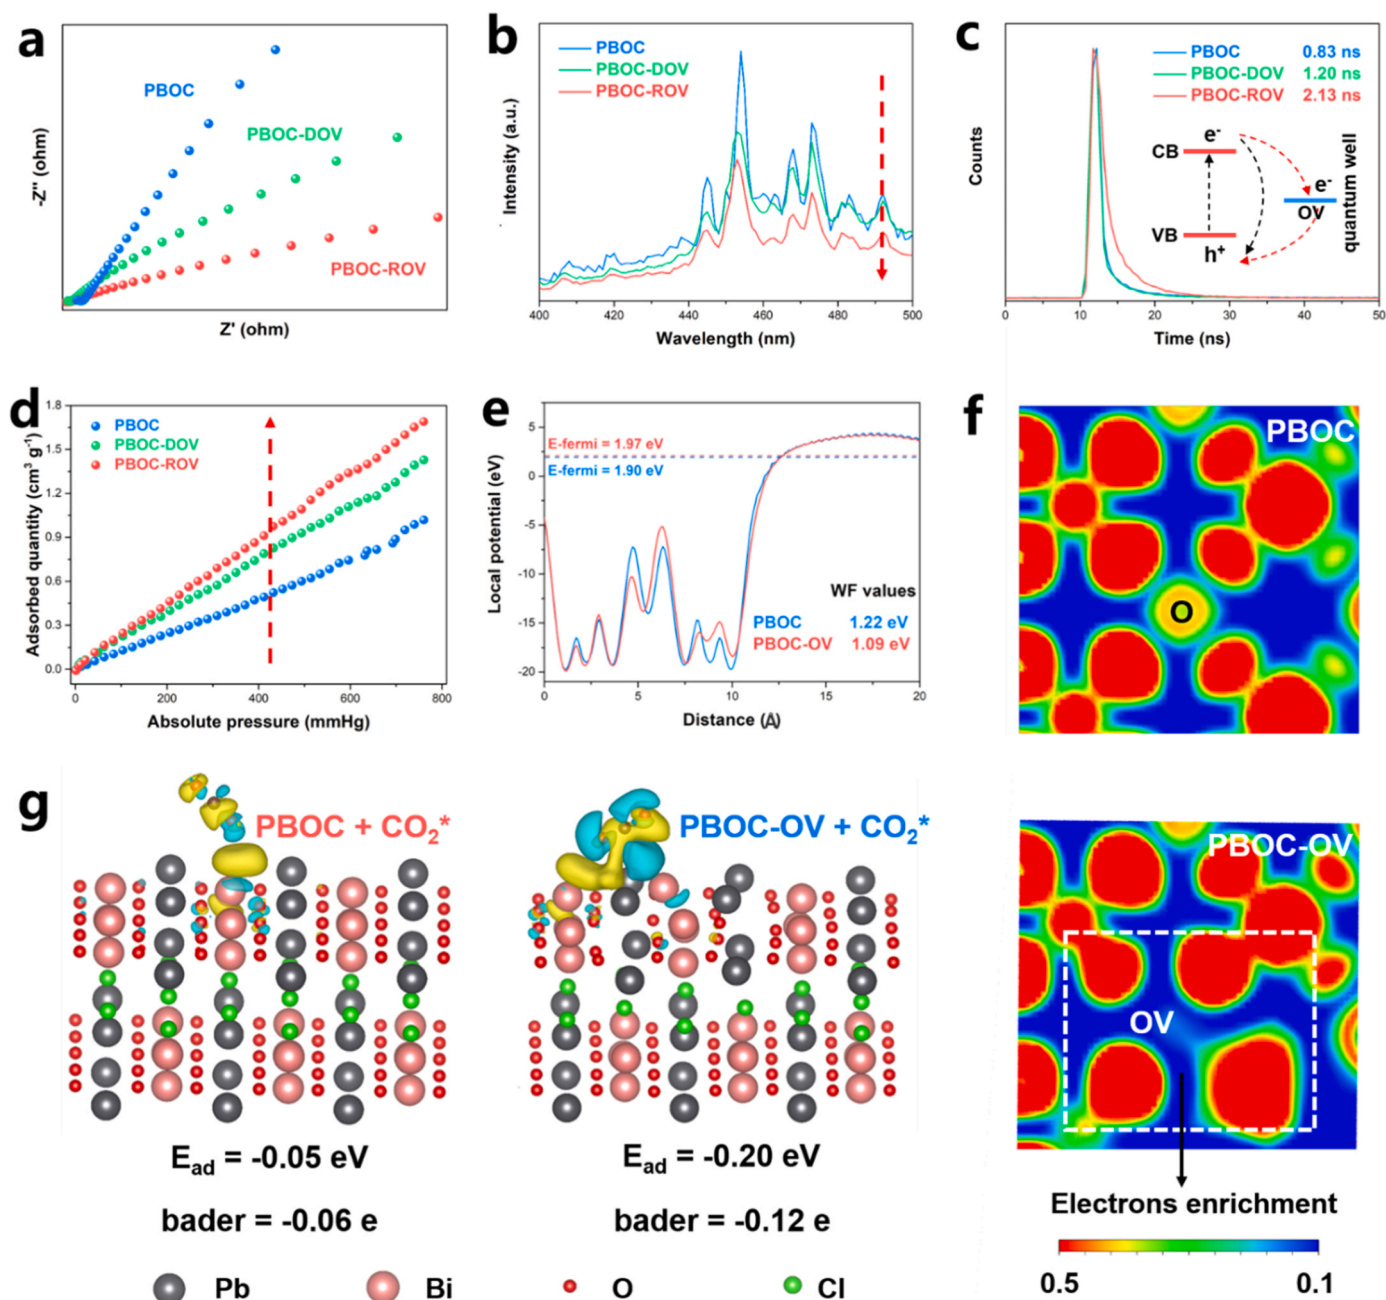 a
PBOC
PBOC-DOV
PBOC-ROV
-Z'' (ohm)
Z' (ohm)
b
PBOC
PBOC-DOV
PBOC-ROV
Intensity (a.u.)
400 420 440 460 480 500
Wavelength (nm)
c
PBOC 0.83 ns
PBOC-DOV 1.20 ns
PBOC-ROV 2.13 ns
Counts
CB
e-
e-
OV
VB
h+
quantum well
0 10 20 30 40 50
Time (ns)
d
PBOC
PBOC-DOV
PBOC-ROV
Adsorbed quantity (cm³ g⁻¹)
1.8
1.5
1.2
0.9
0.6
0.3
0.0
0 200 400 600 800
Absolute pressure (mmHg)
e
E-fermi = 1.97 eV
E-fermi = 1.90 eV
Local potential (eV)
5
0
-5
-10
-15
-20
WF values
PBOC 1.22 eV
PBOC-OV 1.09 eV
0 5 10 15 20
Distance (Å)
f
PBOC
O
PBOC-OV
OV
Electrons enrichment
0.5 0.1
g
PBOC + CO₂*
PBOC-OV + CO₂*
E_ad = -0.05 eV
E_ad = -0.20 eV
bader = -0.06 e
bader = -0.12 e
Pb Bi O Cl